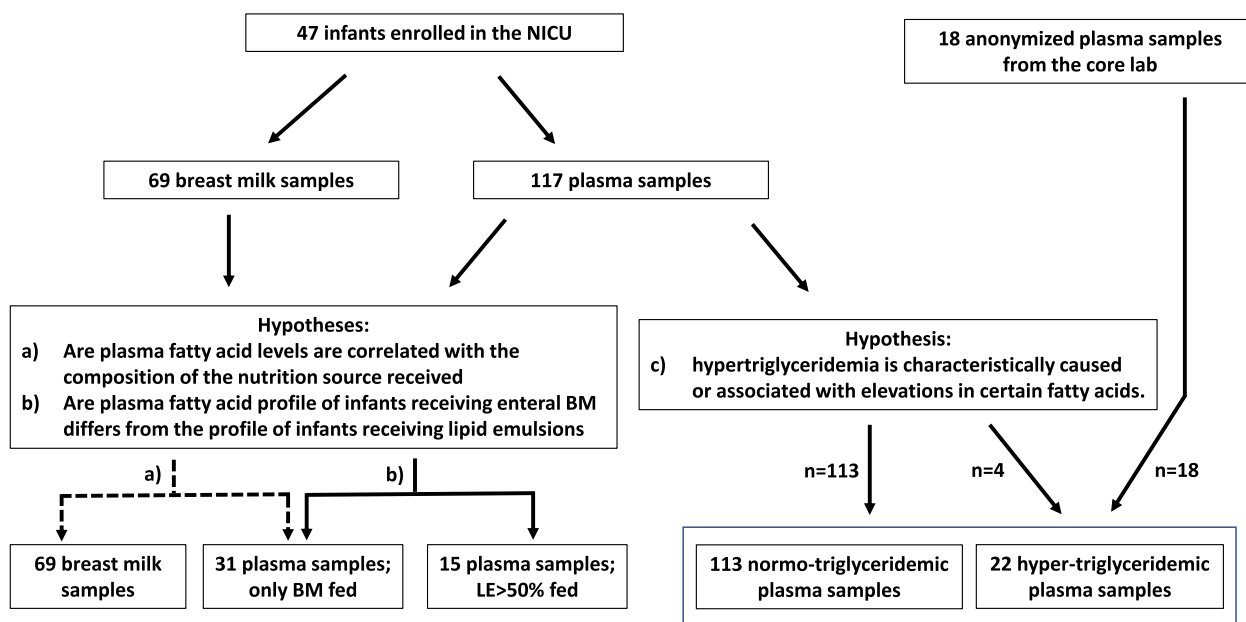 47 infants enrolled in the NICU
18 anonymized plasma samples
from the core lab
69 breast milk samples
117 plasma samples
Hypotheses:
a) Are plasma fatty acid levels are correlated with the
composition of the nutrition source received
b) Are plasma fatty acid profile of infants receiving enteral BM
differs from the profile of infants receiving lipid emulsions
Hypothesis:
c) hypertriglyceridemia is characteristically caused
or associated with elevations in certain fatty acids.
a)
b)
n=113
n=4
n=18
69 breast milk
samples
31 plasma samples;
only BM fed
15 plasma samples;
LE>50% fed
113 normo-triglyceridemic
plasma samples
22 hyper-triglyceridemic
plasma samples